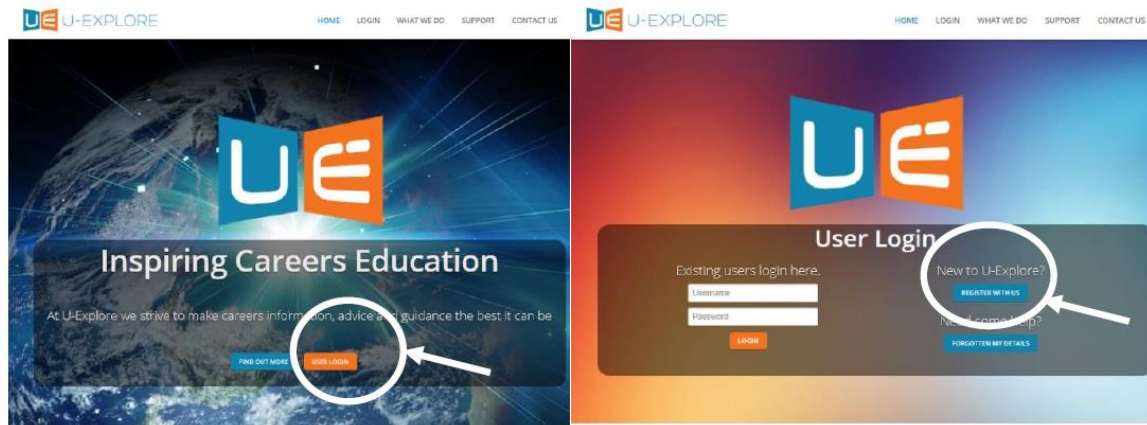 UE U-EXPLORE
HOME LOGIN WHAT WE DO SUPPORT CONTACT US
UE
Inspiring Careers Education
At U-Explore we strive to make careers information, advice and guidance the best it can be
FIND OUT MORE USER LOGIN
UE U-EXPLORE
HOME LOGIN WHAT WE DO SUPPORT CONTACT US
UE
User Login
Existing users login here,
Username
Password
LOGIN
New to U-Explore?
REGISTER WITH US
Need some help?
FORGOTTEN MY DETAILS